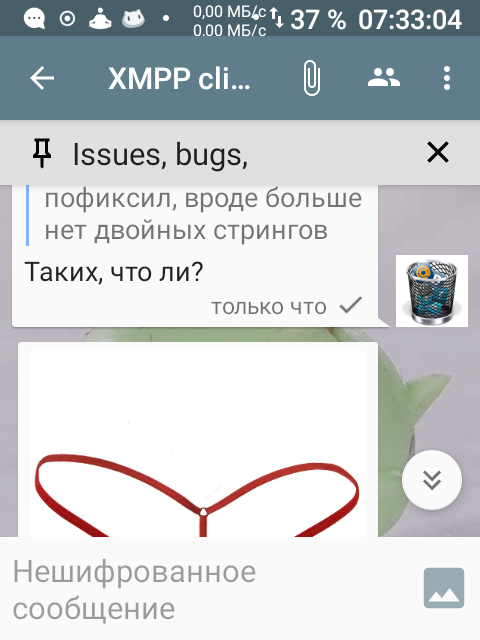 0,00 МБ/с
0.00 МБ/с
37 %
07:33:04
XMPP cli...
Issues, bugs,
пофиксил, вроде больше
нет двойных стрингов
Таких, что ли?
только что
Нешифрованное
сообщение